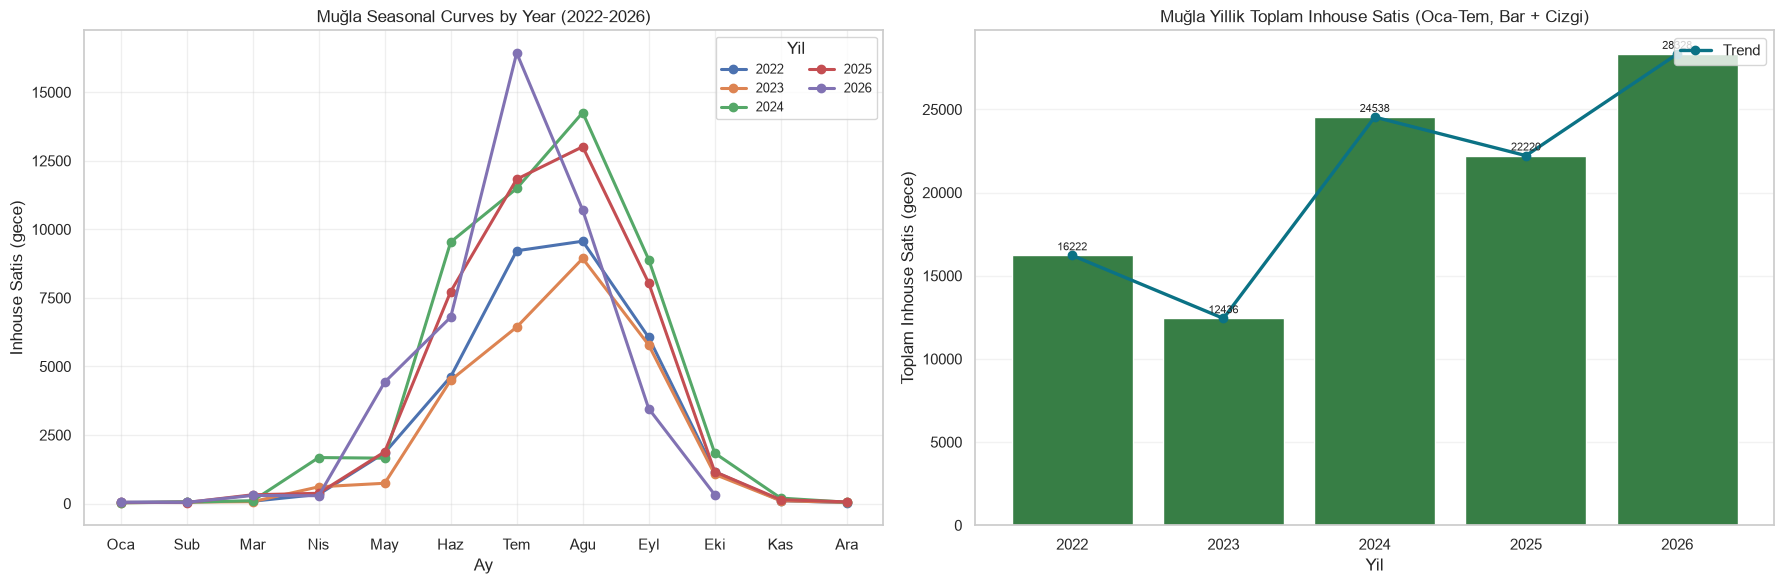 Muğla Seasonal Curves by Year (2022-2026)
Inhouse Satis (gece)
15000
12500
10000
7500
5000
2500
0
Oca Sub Mar Nis May Haz Tem Agu Eyl Eki Kas Ara
Ay
Yil
2022 2025
2023 2026
2024
Muğla Yillik Toplam Inhouse Satis (Oca-Tem, Bar + Cizgi)
Toplam Inhouse Satis (gece)
25000
20000
15000
10000
5000
0
16222
12436
24538
28328
Trend
2022 2023 2024 2025 2026
Yil